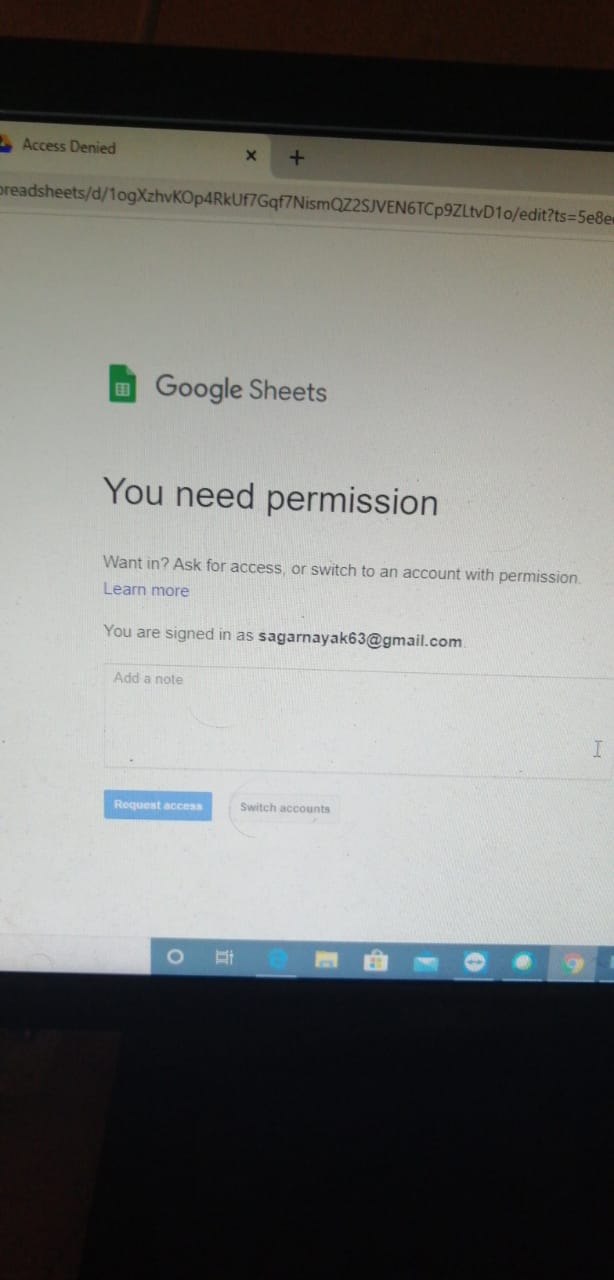 Access Denied
preadsheets/d/1ogXzhvKOp4RkUf7Gqf7NismQZ2SJVEN6TCp9ZLtvD1o/edit?ts=5e8e
Google Sheets
You need permission
Want in? Ask for access, or switch to an account with permission.
Learn more
You are signed in as sagarnayak63@gmail.com.
Add a note
Request access
Switch accounts